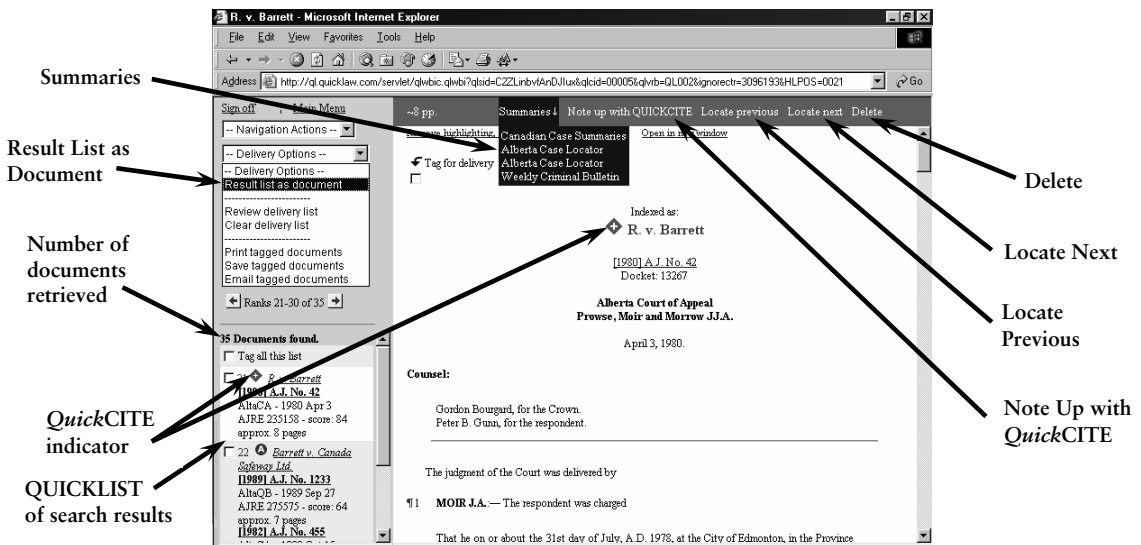 R. v. Barrett - Microsoft Internet Explorer
File Edit View Favorites Tools Help
Address http://ql.quicklaw.com/servlet/qlwbic.qlwbi?qlsid=C2ZLinbvfAnDJIux&qlcid=00005&qlvrb=QL002&ignorectr=3096193&HLPOS=0021 Go
Summaries
Result List as
Document
Number of
documents
retrieved
QuickCITE
indicator
QUICKLIST
of search results
Sign off Main Menu
-- Navigation Actions --
-- Delivery Options --
-- Delivery Options --
Result list as document
------------------------
Review delivery list
Clear delivery list
------------------------
Print tagged documents
Save tagged documents
Email tagged documents
Ranks 21-30 of 35
35 Documents found.
Tag all this list
21 R. v. Barrett
[1980] A.J. No. 42
AltaCA - 1980 Apr 3
AJRE 235158 - score: 84
approx. 8 pages
22 A Barrett v. Canada
Safeway Ltd.
[1989] A.J. No. 1233
AltaQB - 1989 Sep 27
AJRE 275575 - score: 64
approx. 7 pages
[1982] A.J. No. 455
~8 pp. Summaries↓ Note up with QUICKCITE Locate previous Locate next Delete
Remove highlighting, Open in new window
Canadian Case Summaries
Alberta Case Locator
Alberta Case Locator
Weekly Criminal Bulletin
Tag for delivery
Indexed as:
R. v. Barrett
[1980] A.J. No. 42
Docket: 13267
Alberta Court of Appeal
Prowse, Moir and Morrow JJ.A.
April 3, 1980.
Counsel:
Gordon Bourgard, for the Crown.
Peter B. Gunn, for the respondent.
The judgment of the Court was delivered by
¶1 MOIR J.A.:— The respondent was charged
That he on or about the 31st day of July, A.D. 1978, at the City of Edmonton, in the Province
Delete
Locate Next
Locate
Previous
Note Up with
QuickCITE